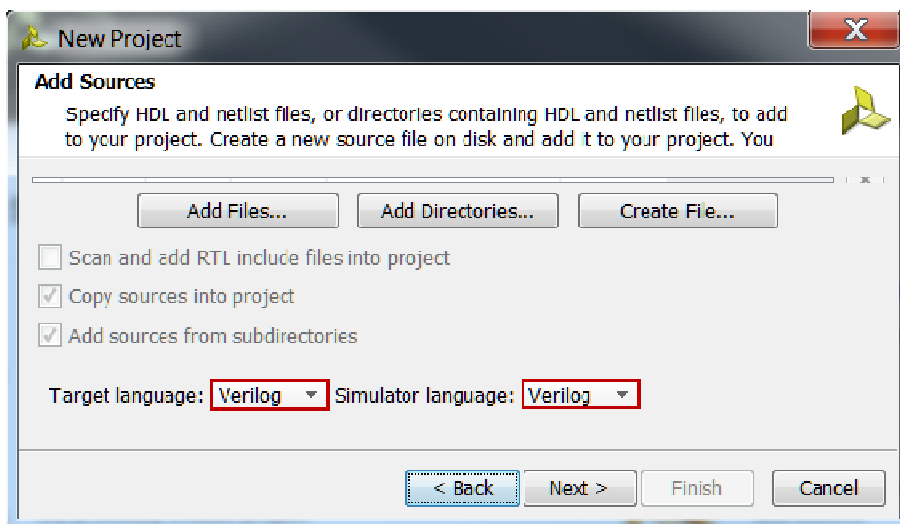 New Project
Add Sources
Specify HDL and netlist files, or directories containing HDL and netlist files, to add
to your project. Create a new source file on disk and add it to your project. You
Add Files... Add Directories... Create File...
Scan and add RTL include files into project
Copy sources into project
Add sources from subdirectories
Target language: Verilog Simulator language: Verilog
< Back Next > Finish Cancel